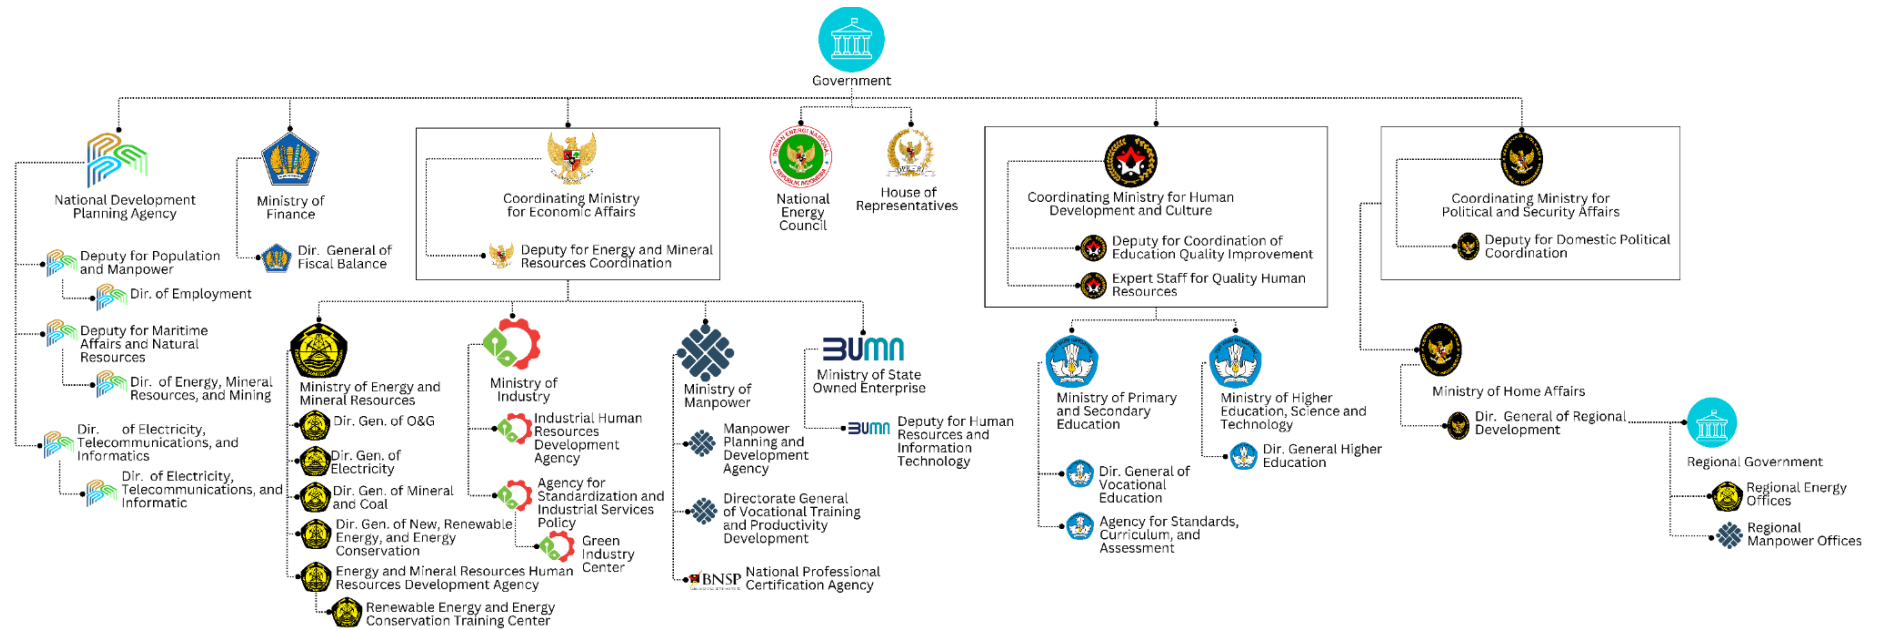 Government
National Development
Planning Agency
Deputy for Population
and Manpower
Dir. of Employment
Deputy for Maritime
Affairs and Natural
Resources
Dir. of Energy, Mineral
Resources, and Mining
Dir. of Electricity,
Telecommunications, and
Informatics
Dir. of Electricity,
Telecommunications, and
Informatic
Ministry of
Finance
Dir. General of
Fiscal Balance
Coordinating Ministry
for Economic Affairs
Deputy for Energy and Mineral
Resources Coordination
Ministry of Energy and
Mineral Resources
Dir. Gen. of O&G
Dir. Gen. of
Electricity
Dir. Gen. of Mineral
and Coal
Dir. Gen. of New, Renewable
Energy, and Energy
Conservation
Energy and Mineral Resources Human
Resources Development Agency
Renewable Energy and Energy
Conservation Training Center
Ministry of
Industry
Industrial Human
Resources
Development
Agency
Agency for
Standardization and
Industrial Services
Policy
Green
Industry
Center
Ministry of
Manpower
Manpower
Planning and
Development
Agency
Directorate General
of Vocational Training
and Productivity
Development
BNSP
National Professional
Certification Agency
BUMN
Ministry of State
Owned Enterprise
BUMN
Deputy for Human
Resources and
Information
Technology
DEWAN ENERGI NASIONAL
REPUBLIK INDONESIA
National
Energy
Council
House of
Representatives
Coordinating Ministry for Human
Development and Culture
Deputy for Coordination of
Education Quality Improvement
Expert Staff for Quality Human
Resources
Ministry of Primary
and Secondary
Education
Dir. General of
Vocational
Education
Agency for Standards,
Curriculum, and
Assessment
Ministry of Higher
Education, Science and
Technology
Dir. General Higher
Education
Coordinating Ministry for
Political and Security Affairs
Deputy for Domestic Political
Coordination
Ministry of Home Affairs
Dir. General of Regional
Development
Regional Government
Regional Energy
Offices
Regional
Manpower Offices